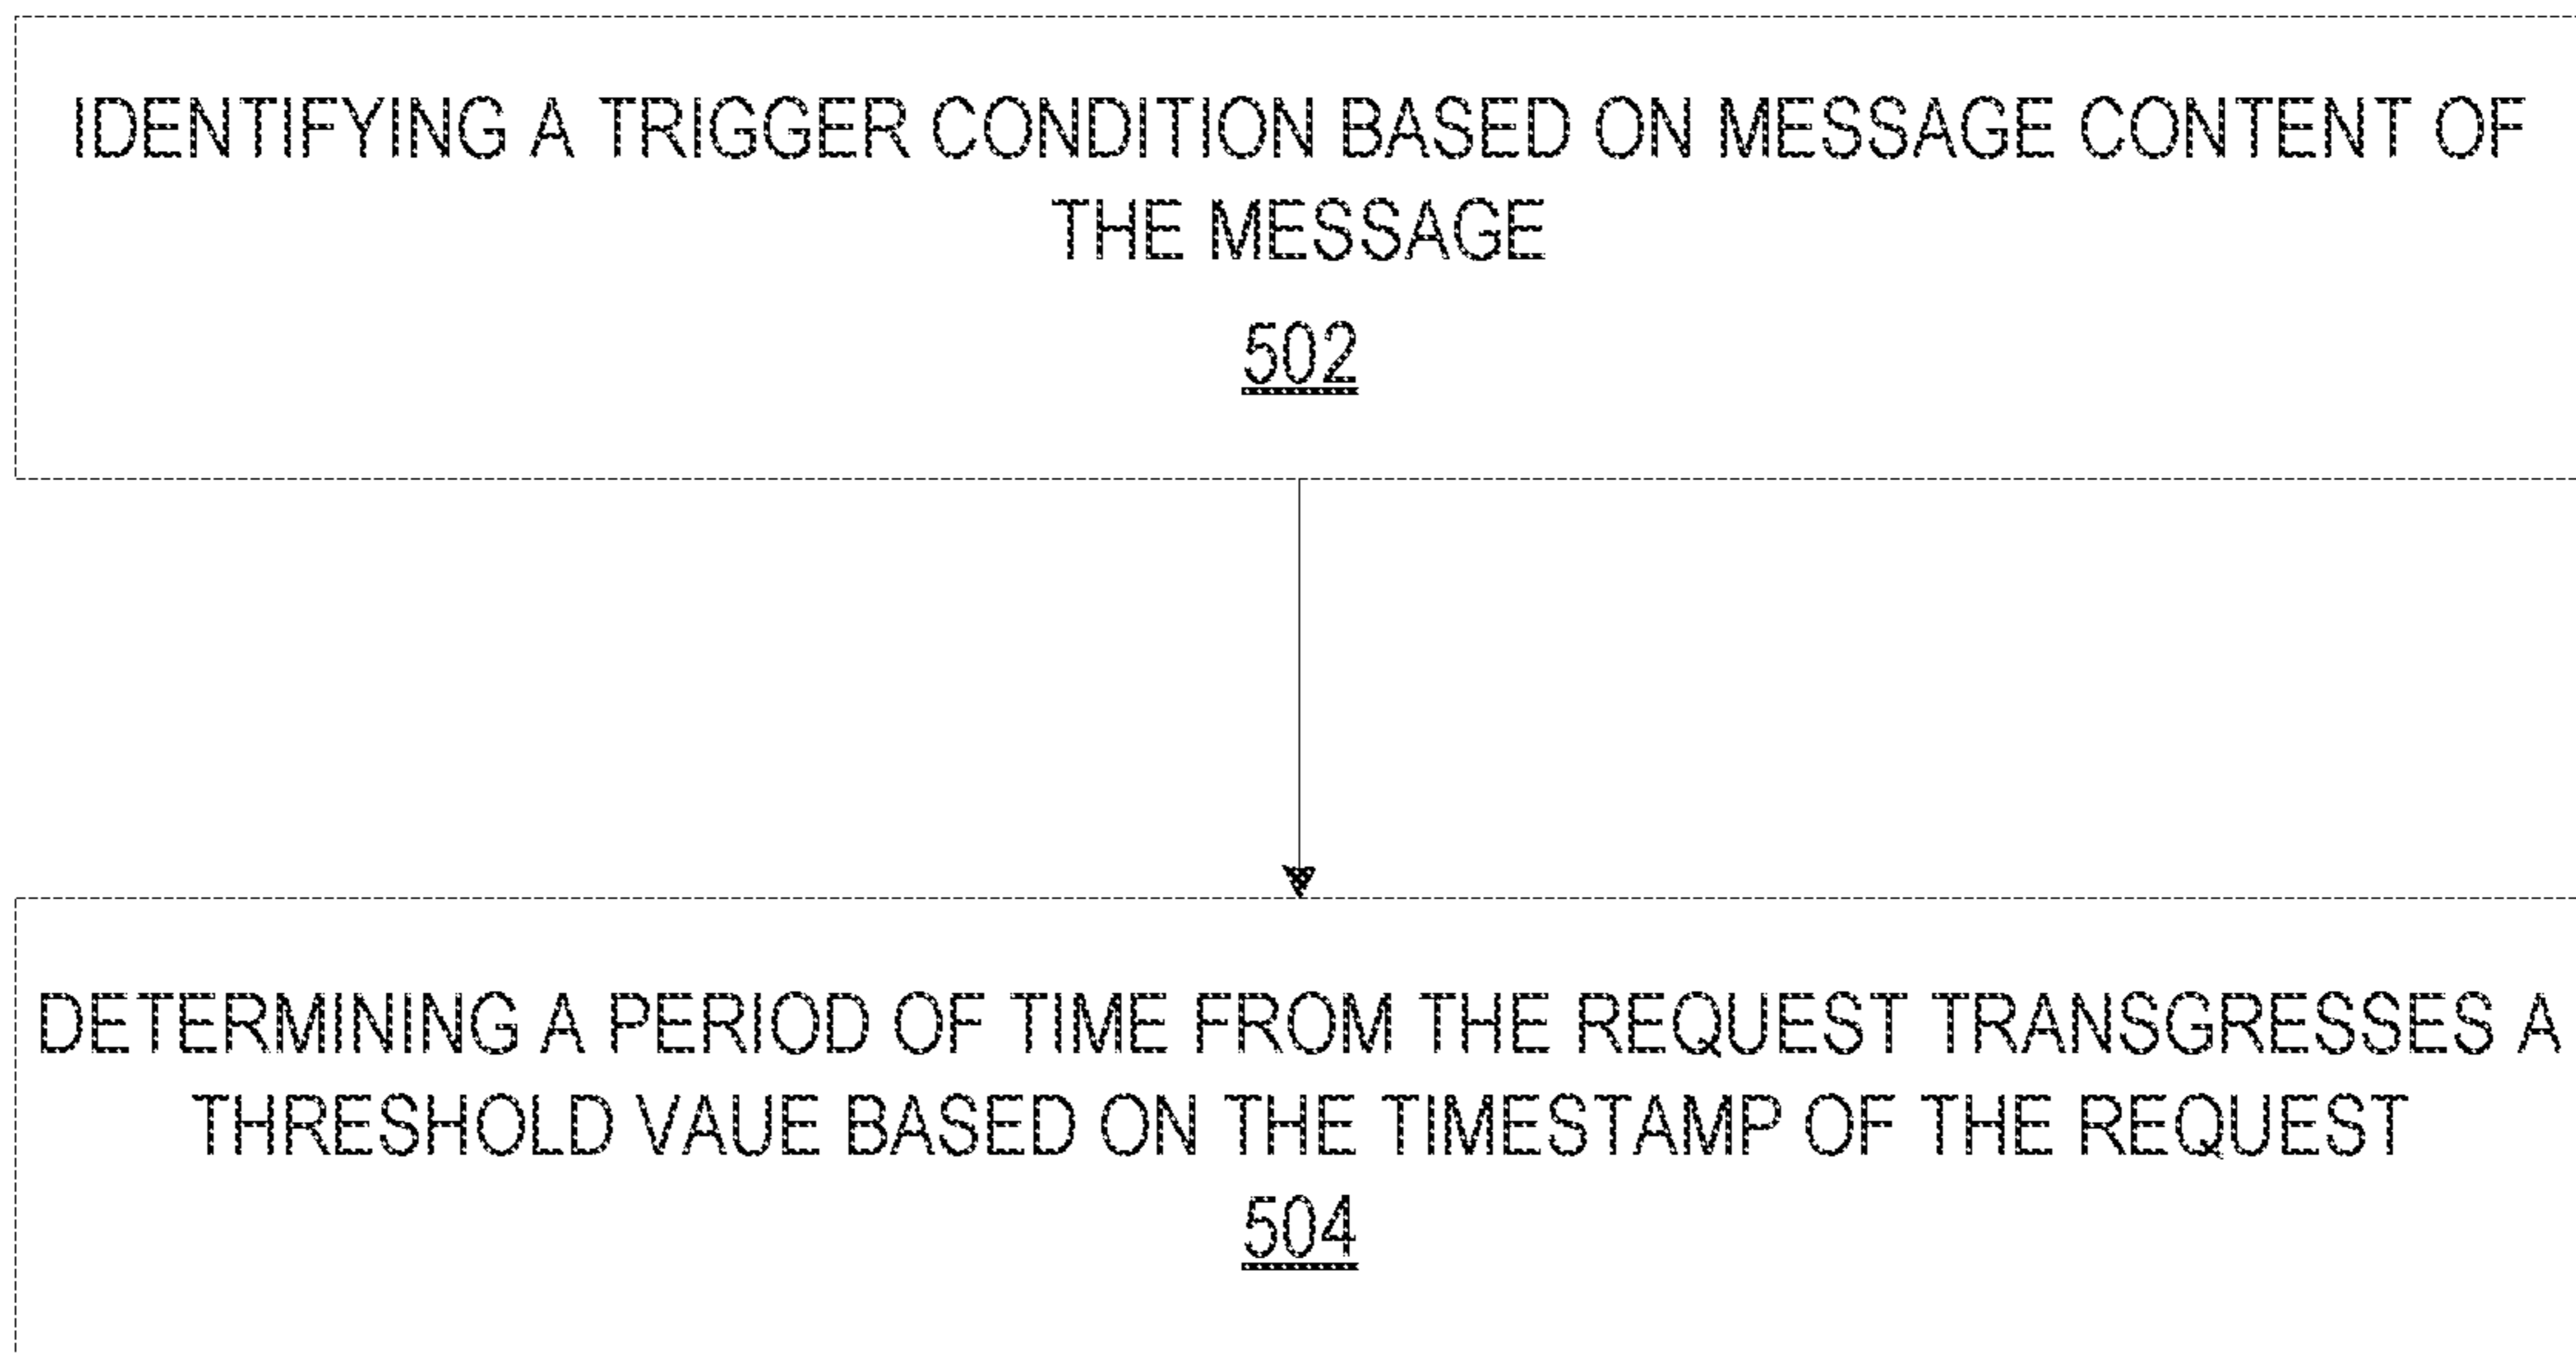 IDENTIFYING A TRIGGER CONDITION BASED ON MESSAGE CONTENT OF
THE MESSAGE
502
DETERMINING A PERIOD OF TIME FROM THE REQUEST TRANSGRESSES A
THRESHOLD VAUE BASED ON THE TIMESTAMP OF THE REQUEST
504